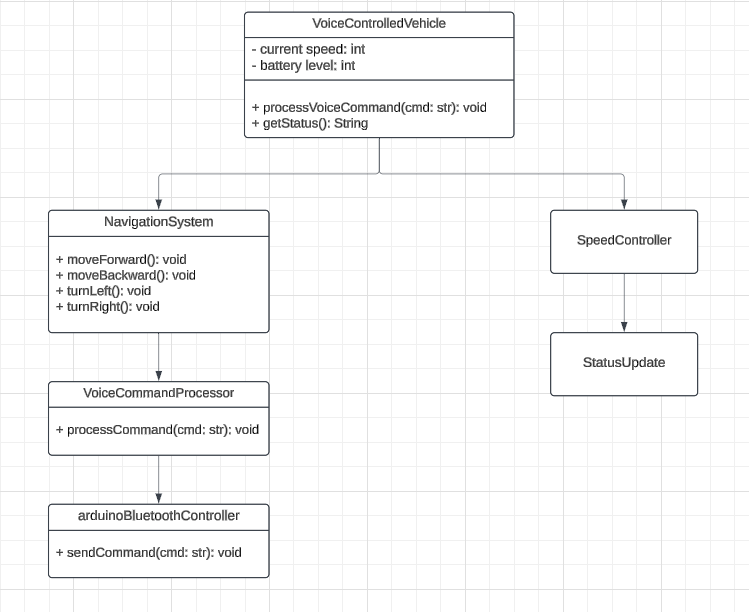 VoiceControlledVehicle
- current speed: int
- battery level: int
+ processVoiceCommand(cmd: str): void
+ getStatus(): String
NavigationSystem
+ moveForward(): void
+ moveBackward(): void
+ turnLeft(): void
+ turnRight(): void
SpeedController
VoiceCommandProcessor
+ processCommand(cmd: str): void
StatusUpdate
arduinoBluetoothController
+ sendCommand(cmd: str): void